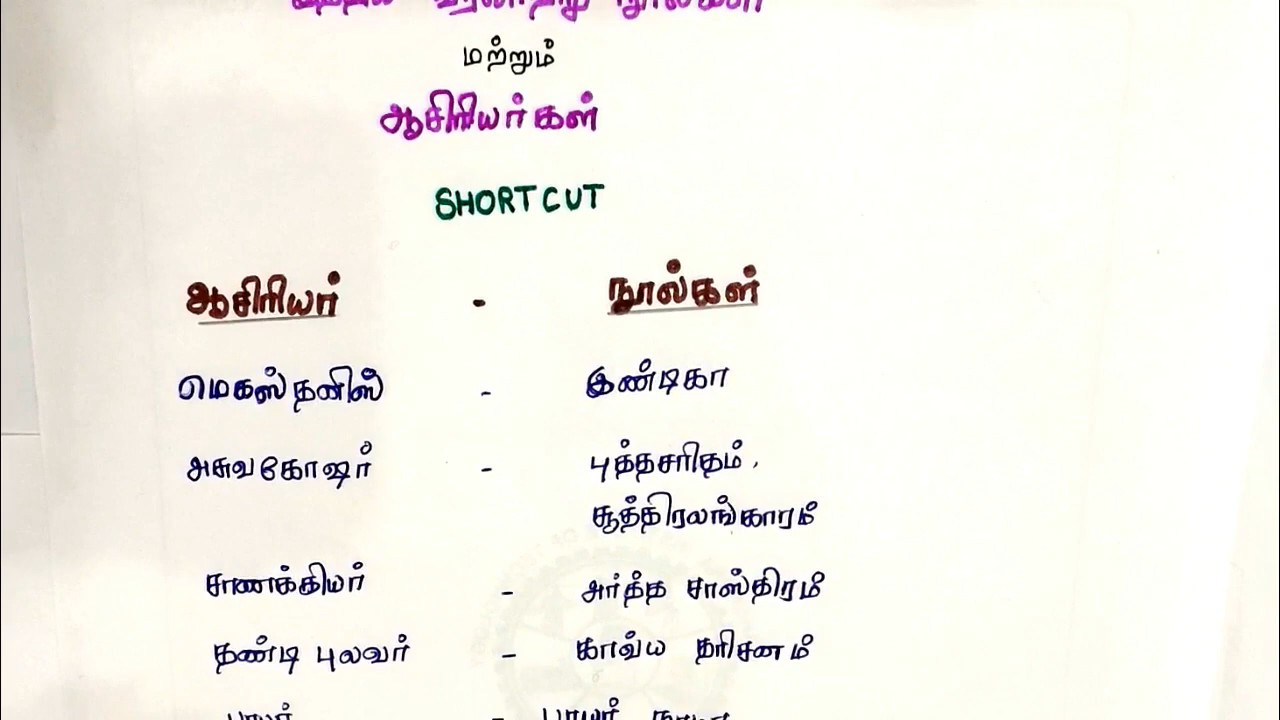 மற்றும்
ஆசிரியர்கள்
SHORTCUT
ஆசிரியர் - நூல்கள்
மெகஸ்தனிஸ் - இண்டிகா
அசுவகோஷர் - புத்தசரிதம்,
சூத்திரலங்காரம்
சாணக்கியர் - அர்த்த சாஸ்திரம்
தண்டி புலவர் - காவ்ய தரிசனம்